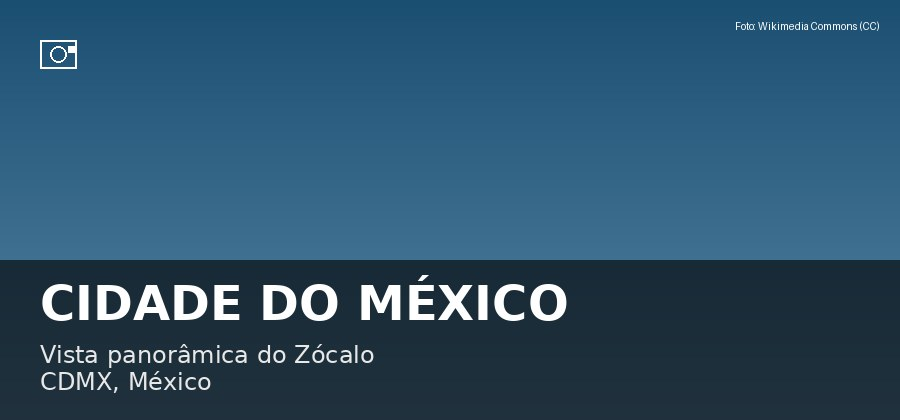 Foto: Wikimedia Commons (CC)
CIDADE DO MÉXICO
Vista panorâmica do Zócalo
CDMX, México